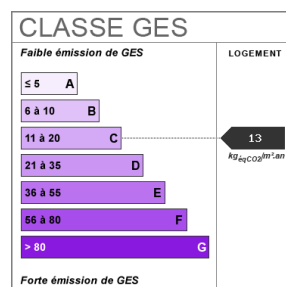 CLASSE GES
Faible émission de GES
LOGEMENT
≤ 5 A
6 à 10 B
11 à 20 C
13
kgéqCO2/m².an
21 à 35 D
36 à 55 E
56 à 80 F
> 80 G
Forte émission de GES